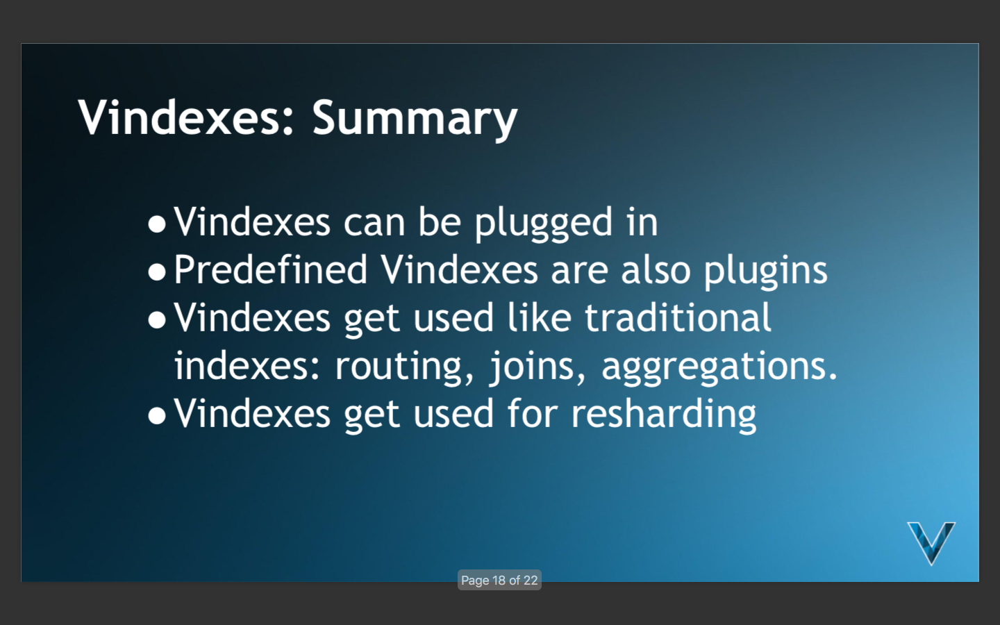 Vindexes: Summary
● Vindexes can be plugged in
● Predefined Vindexes are also plugins
● Vindexes get used like traditional
indexes: routing, joins, aggregations.
● Vindexes get used for resharding
Page 18 of 22